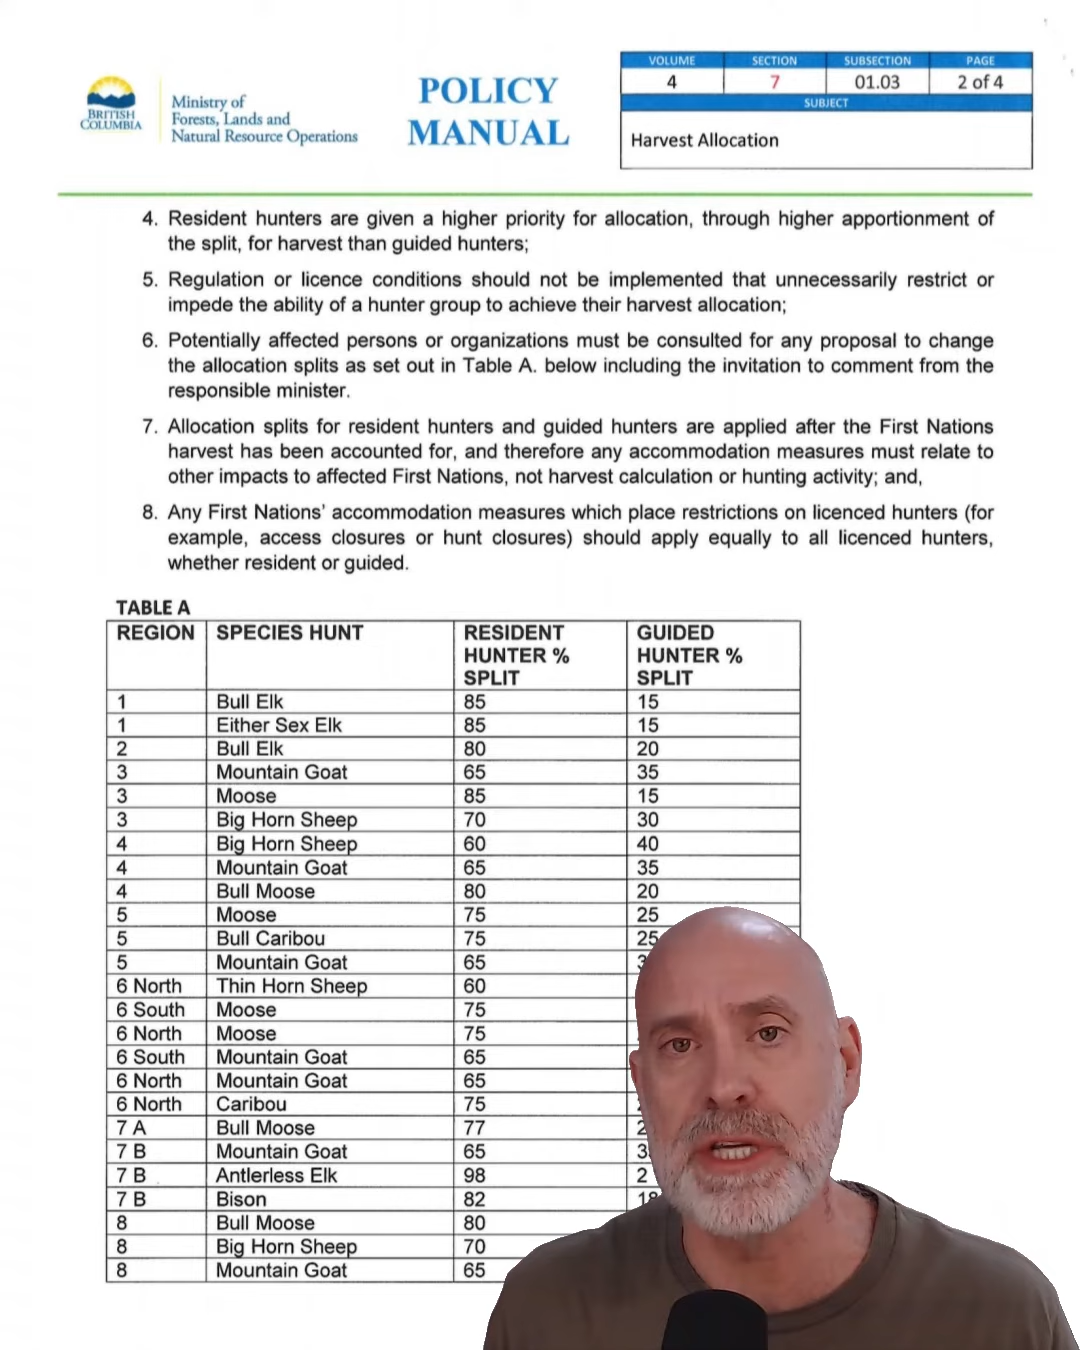 BRITISH
COLUMBIA
Ministry of
Forests, Lands and
Natural Resource Operations
POLICY
MANUAL
VOLUME SECTION SUBSECTION PAGE
4 7 01.03 2 of 4
SUBJECT
Harvest Allocation
4. Resident hunters are given a higher priority for allocation, through higher apportionment of
the split, for harvest than guided hunters;
5. Regulation or licence conditions should not be implemented that unnecessarily restrict or
impede the ability of a hunter group to achieve their harvest allocation;
6. Potentially affected persons or organizations must be consulted for any proposal to change
the allocation splits as set out in Table A. below including the invitation to comment from the
responsible minister.
7. Allocation splits for resident hunters and guided hunters are applied after the First Nations
harvest has been accounted for, and therefore any accommodation measures must relate to
other impacts to affected First Nations, not harvest calculation or hunting activity; and,
8. Any First Nations' accommodation measures which place restrictions on licenced hunters (for
example, access closures or hunt closures) should apply equally to all licenced hunters,
whether resident or guided.
TABLE A
REGION SPECIES HUNT RESIDENT HUNTER % SPLIT GUIDED HUNTER % SPLIT
1 Bull Elk 85 15
1 Either Sex Elk 85 15
2 Bull Elk 80 20
3 Mountain Goat 65 35
3 Moose 85 15
3 Big Horn Sheep 70 30
4 Big Horn Sheep 60 40
4 Mountain Goat 65 35
4 Bull Moose 80 20
5 Moose 75 25
5 Bull Caribou 75 25
5 Mountain Goat 65
6 North Thin Horn Sheep 60
6 South Moose 75
6 North Moose 75
6 South Mountain Goat 65
6 North Mountain Goat 65
6 North Caribou 75
7 A Bull Moose 77
7 B Mountain Goat 65
7 B Antlerless Elk 98 2
7 B Bison 82 18
8 Bull Moose 80
8 Big Horn Sheep 70
8 Mountain Goat 65